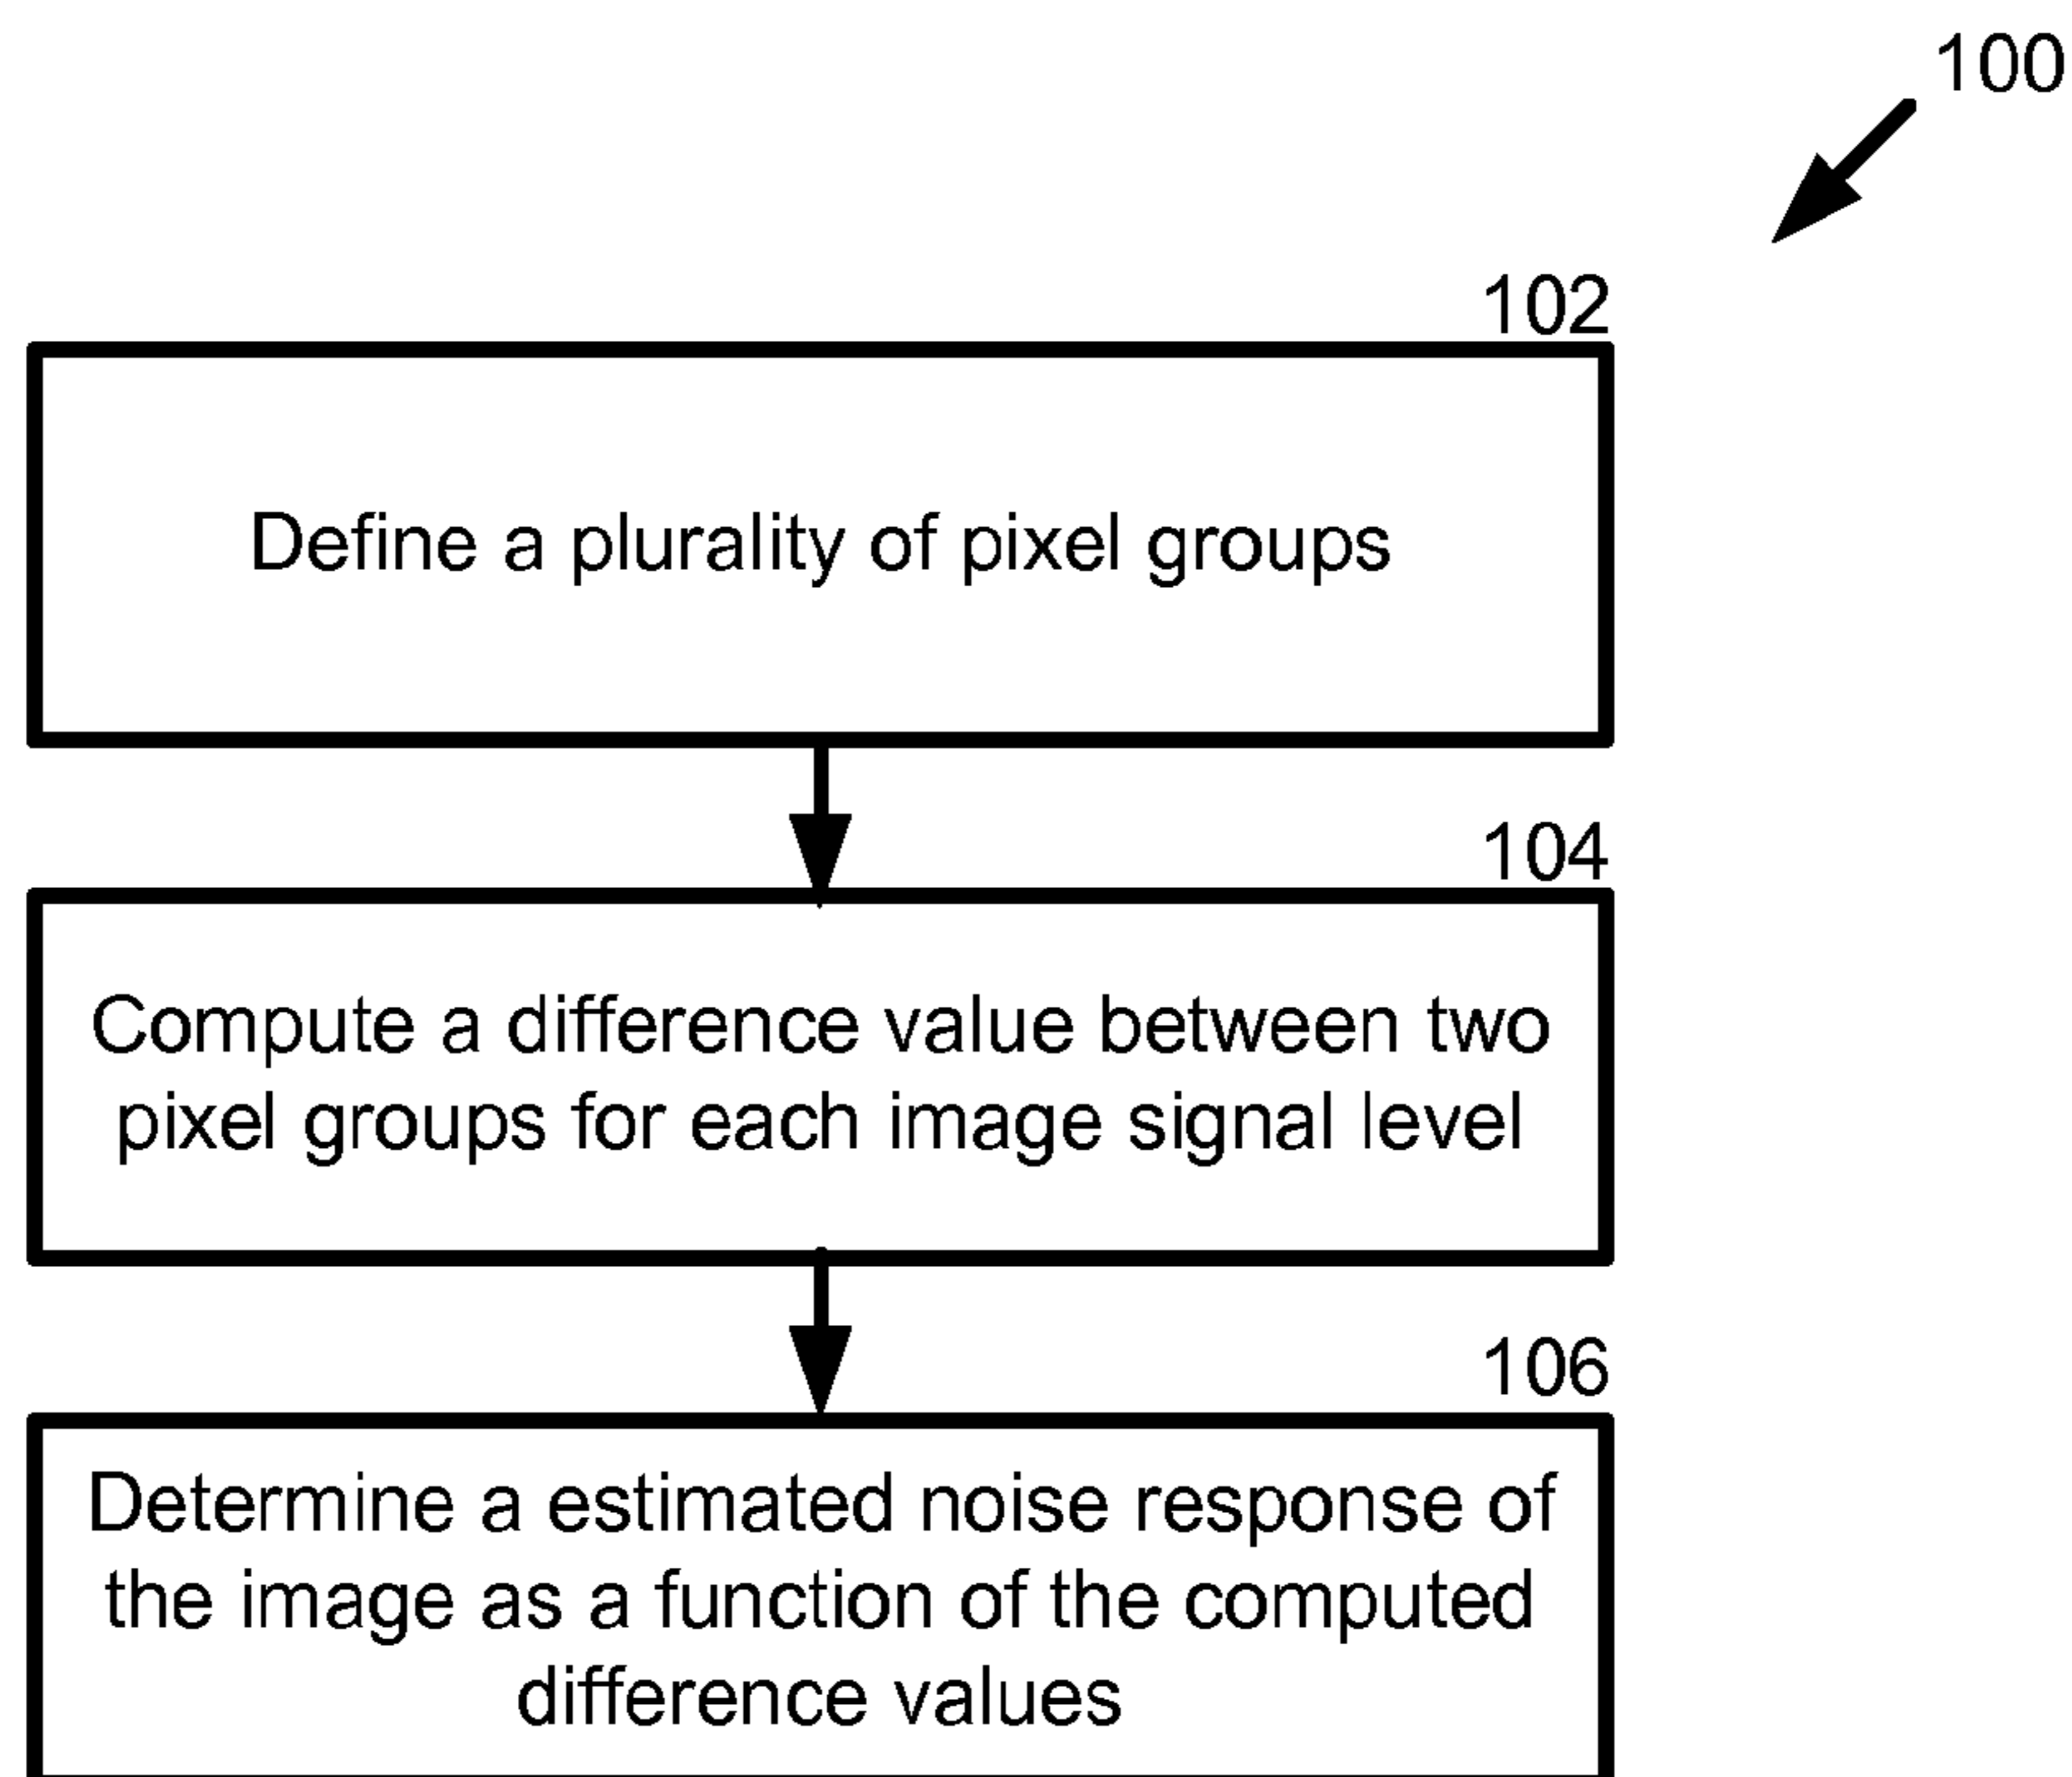 100
102
Define a plurality of pixel groups
104
Compute a difference value between two
pixel groups for each image signal level
106
Determine a estimated noise response of
the image as a function of the computed
difference values